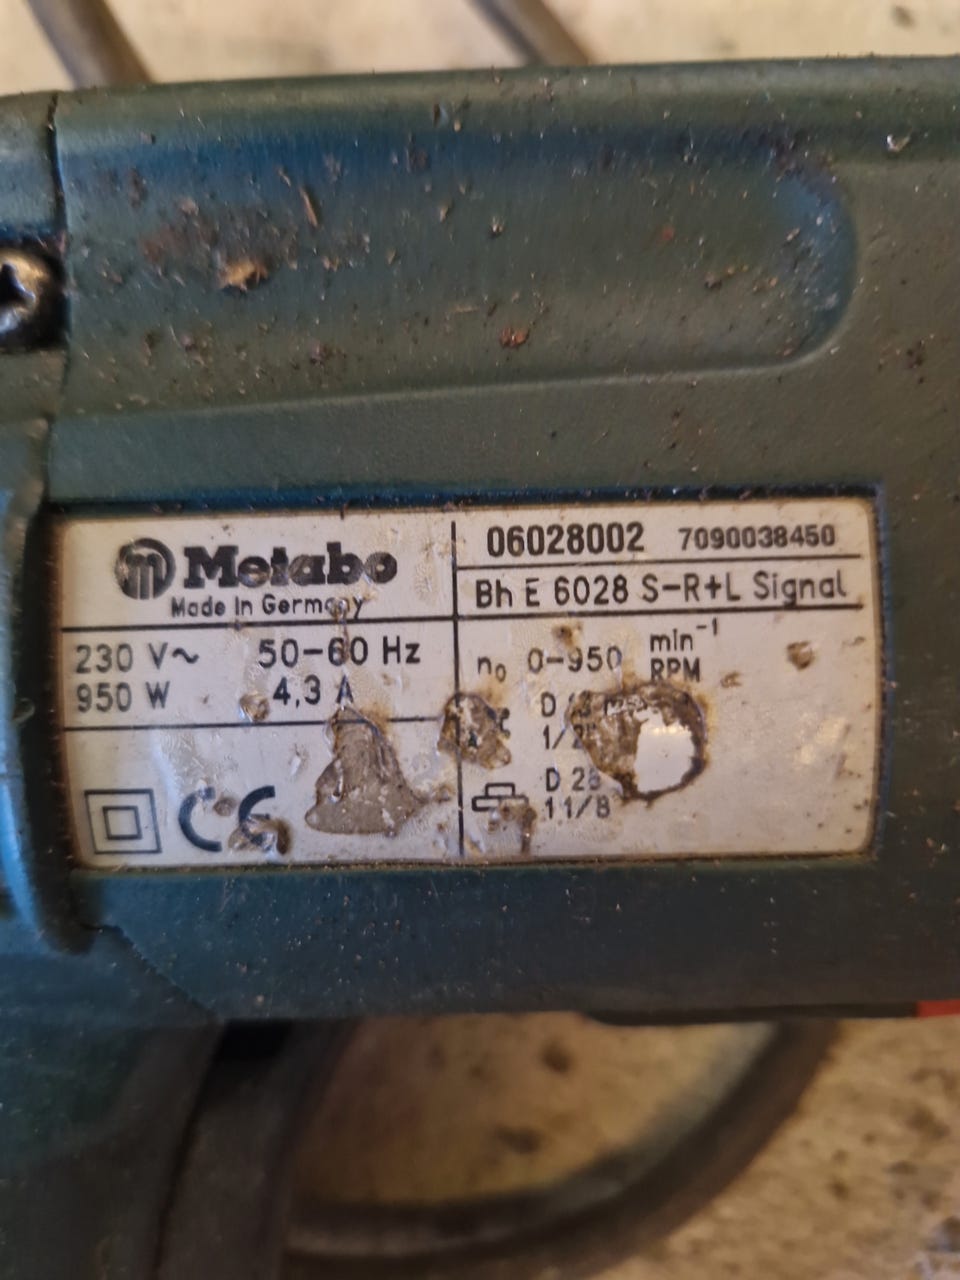 Metabo
Made in Germany
06028002 7090038450
Bh E 6028 S-R+L Signal
230 V~ 50-60 Hz
950 W 4,3 A
n₀ 0-950 min⁻¹
RPM
D
D 28
1 1/8
CE